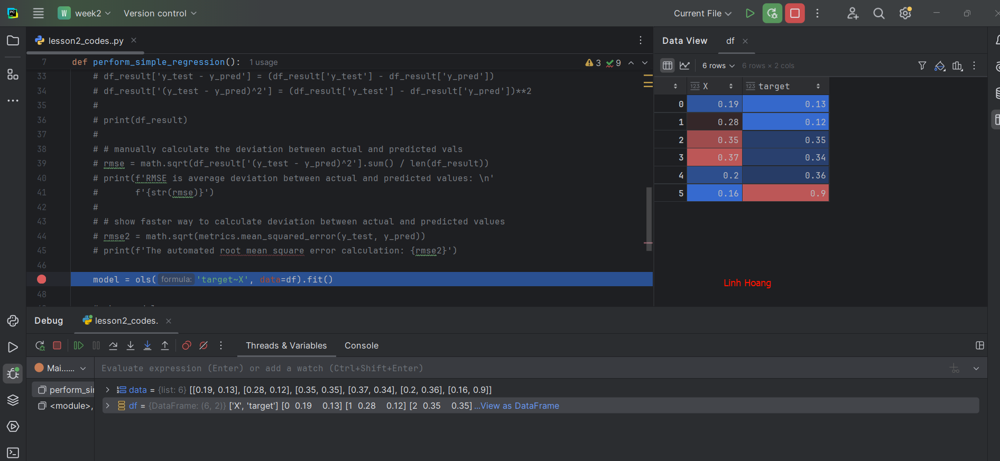 PC
W week2
Version control
Current File
lesson2_codes..py
Data View
df
7 def perform_simple_regression(): 1 usage
3 9
33 # df_result['y_test - y_pred'] = (df_result['y_test'] - df_result['y_pred'])
34 # df_result['(y_test - y_pred)^2'] = (df_result['y_test'] - df_result['y_pred'])**2
35 #
36 # print(df_result)
37 #
38 # # manually calculate the deviation between actual and predicted vals
39 # rmse = math.sqrt(df_result['(y_test - y_pred)^2'].sum() / len(df_result))
40 # print(f'RMSE is average deviation between actual and predicted values: \n'
41 # f'{str(rmse)}')
42 #
43 # # show faster way to calculate deviation between actual and predicted values
44 # rmse2 = math.sqrt(metrics.mean_squared_error(y_test, y_pred))
45 # print(f'The automated root mean square error calculation: {rmse2}')
46
model = ols( formula: 'target~X', data=df).fit()
48
6 rows
6 rows × 2 cols
123 X 123 target
0 0.19 0.13
1 0.28 0.12
2 0.35 0.35
3 0.37 0.34
4 0.2 0.36
5 0.16 0.9
Linh Hoang
Debug
lesson2_codes.
Threads & Variables
Console
Mai......
Evaluate expression (Enter) or add a watch (Ctrl+Shift+Enter)
perform_si
<module>,
data = {list: 6} [[0.19, 0.13], [0.28, 0.12], [0.35, 0.35], [0.37, 0.34], [0.2, 0.36], [0.16, 0.9]]
df = {DataFrame: (6, 2)} ['X', 'target'] [0 0.19 0.13] [1 0.28 0.12] [2 0.35 0.35] ...View as DataFrame